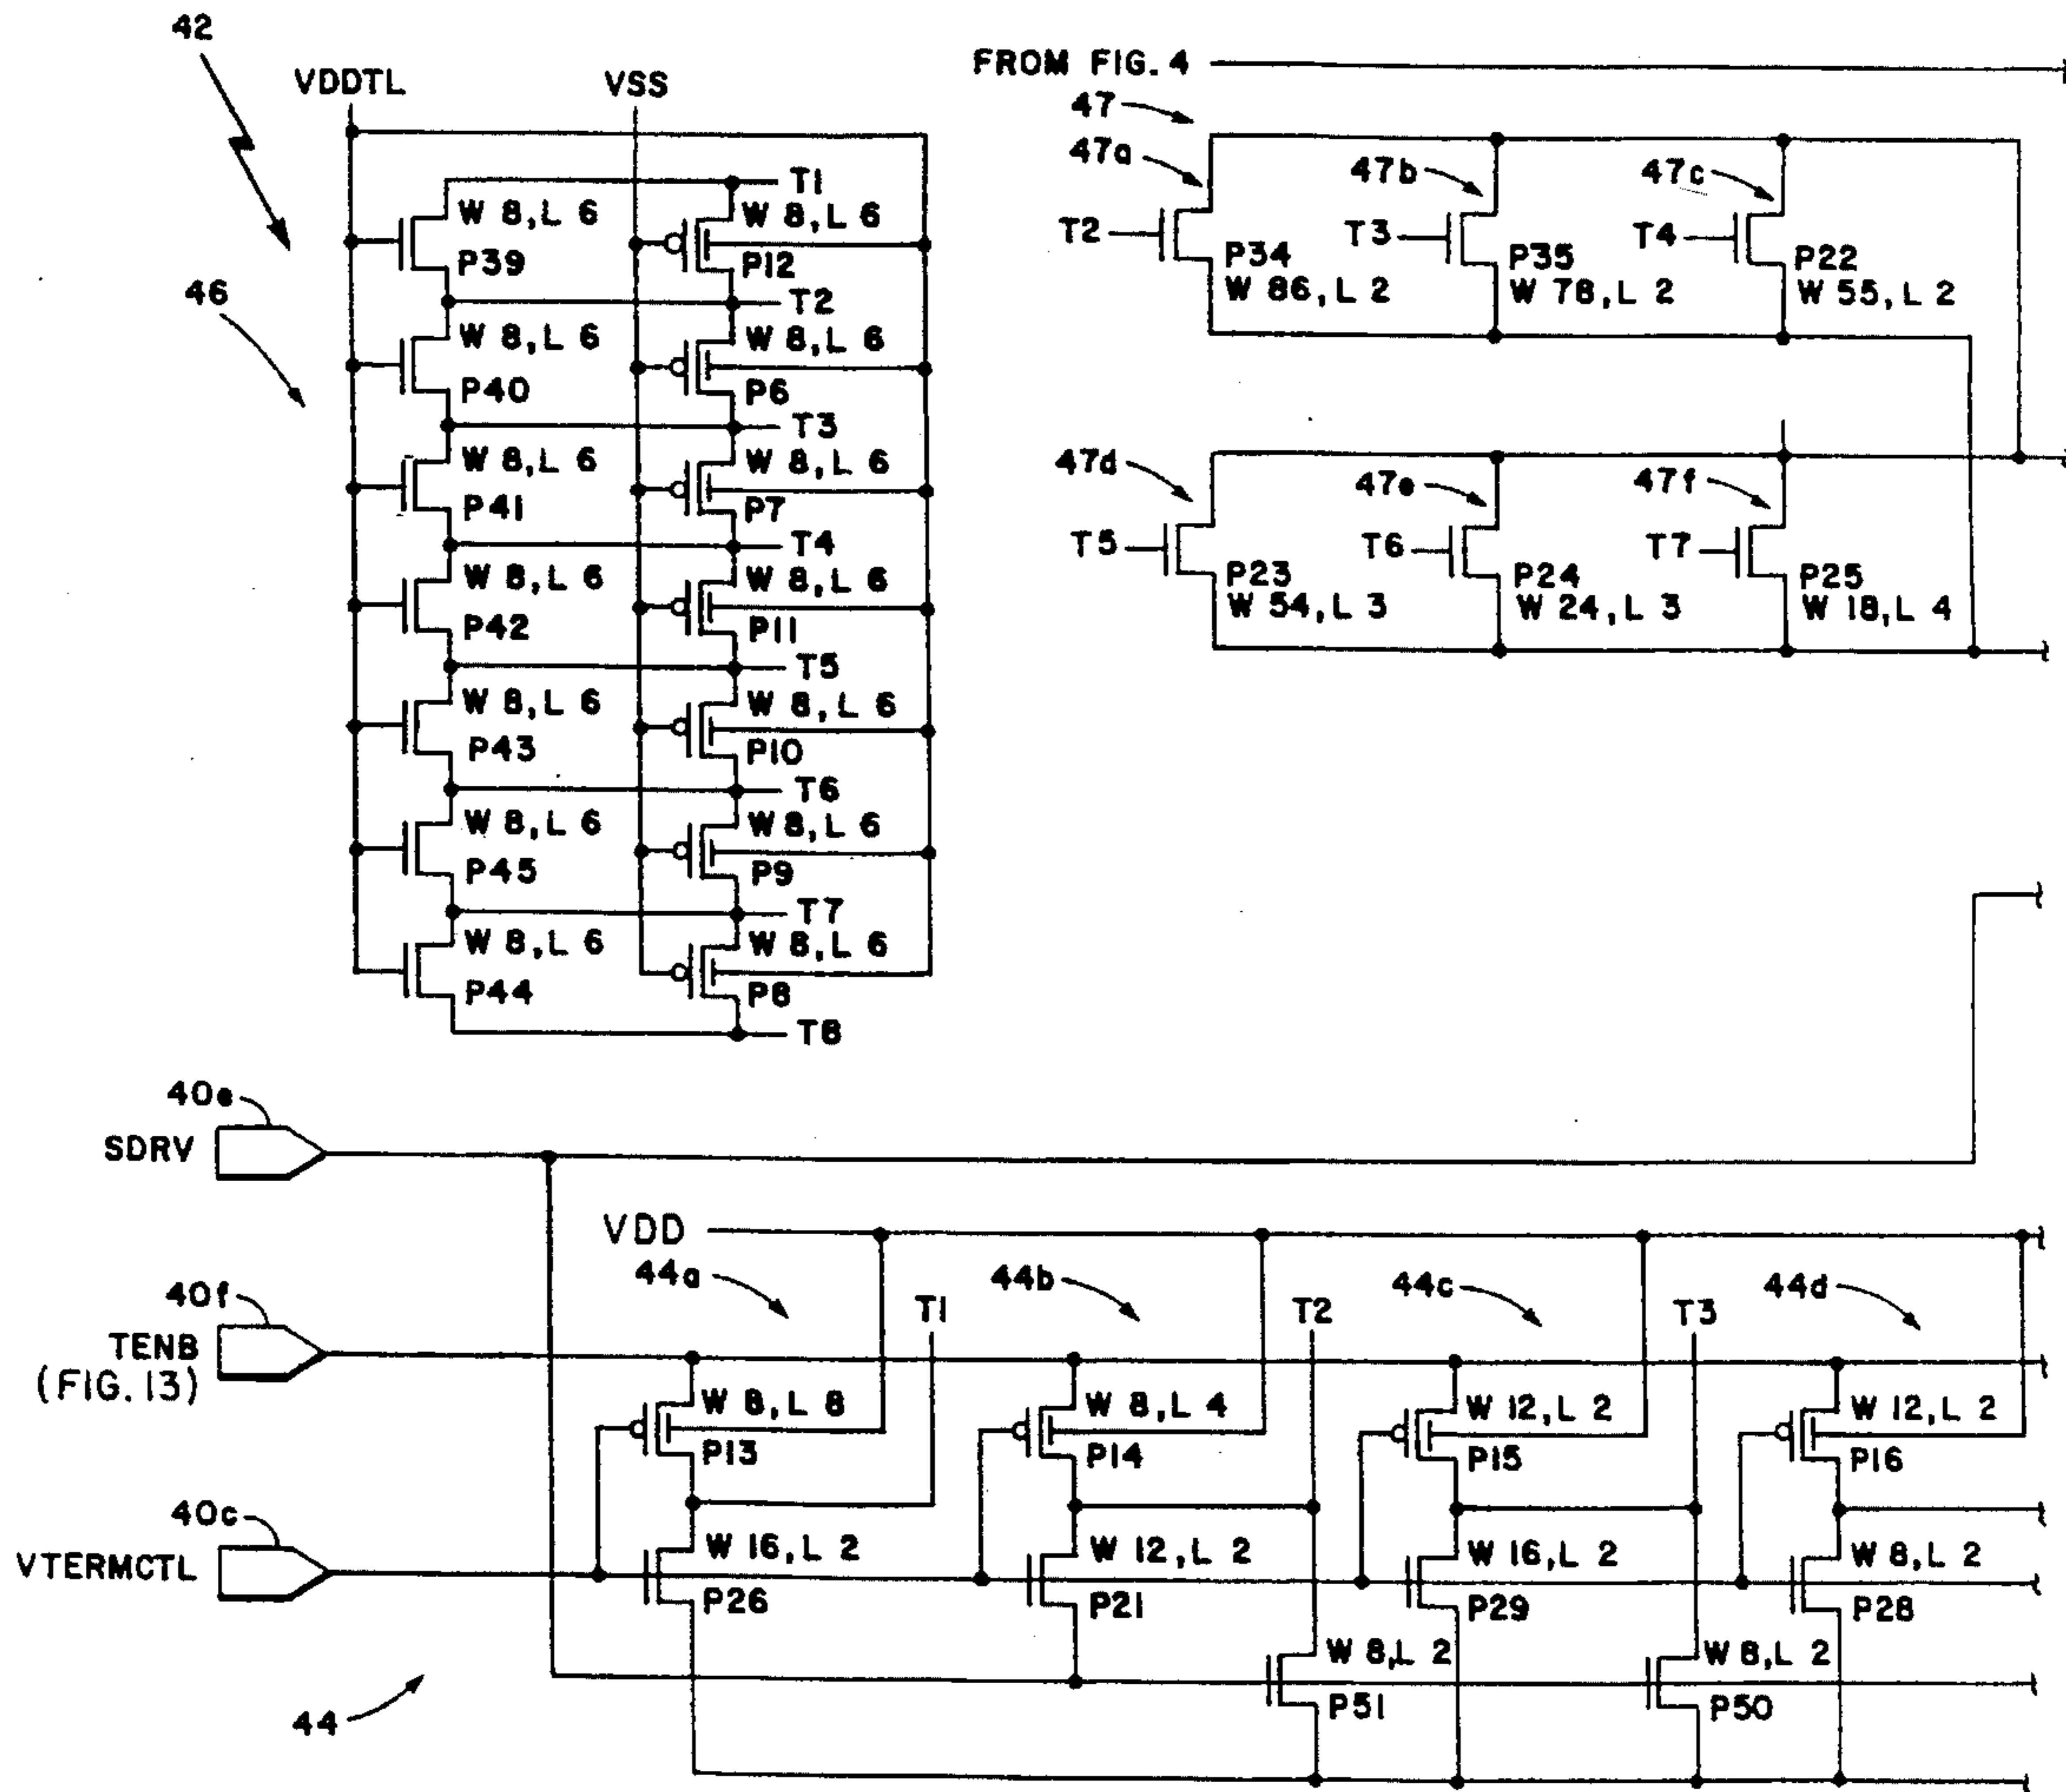 42
VDDTL
VSS
FROM FIG. 4
47
47a
47b
47c
T1
W 8, L 6
W 8, L 6
P39
P12
T2
T3
T4
P34
W 86, L 2
P35
W 78, L 2
P22
W 55, L 2
46
T2
W 8, L 6
W 8, L 6
P40
P6
T3
W 8, L 6
W 8, L 6
P41
P7
47d
47e
47f
T4
T5
T6
T7
W 8, L 6
W 8, L 6
P42
P11
P23
W 54, L 3
P24
W 24, L 3
P25
W 18, L 4
T5
W 8, L 6
W 8, L 6
P43
P10
T6
W 8, L 6
W 8, L 6
P45
P9
T7
W 8, L 6
W 8, L 6
P44
P8
T8
40e
SDRV
VDD
44a
44b
44c
44d
40f
T1
T2
T3
TENB
(FIG. 13)
W 8, L 8
P13
W 8, L 4
P14
W 12, L 2
P15
W 12, L 2
P16
40c
VTERMCTL
W 16, L 2
P26
W 12, L 2
P21
W 16, L 2
P29
W 8, L 2
P28
W 8, L 2
P51
W 8, L 2
P50
44